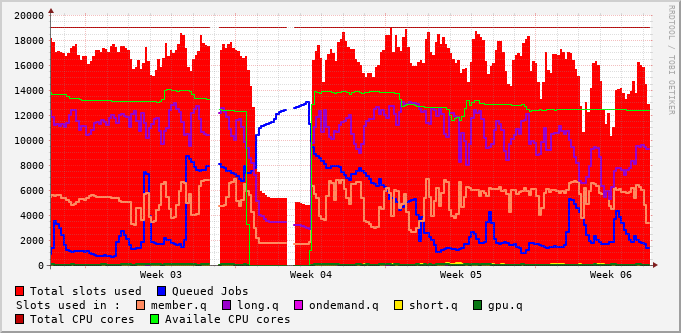 20000
18000
16000
14000
12000
10000
8000
6000
4000
2000
0
Week 03 Week 04 Week 05 Week 06
RRDTOOL / TOBI OETIKER
Total slots used Queued Jobs
Slots used in : member.q long.q ondemand.q short.q gpu.q
Total CPU cores Availale CPU cores